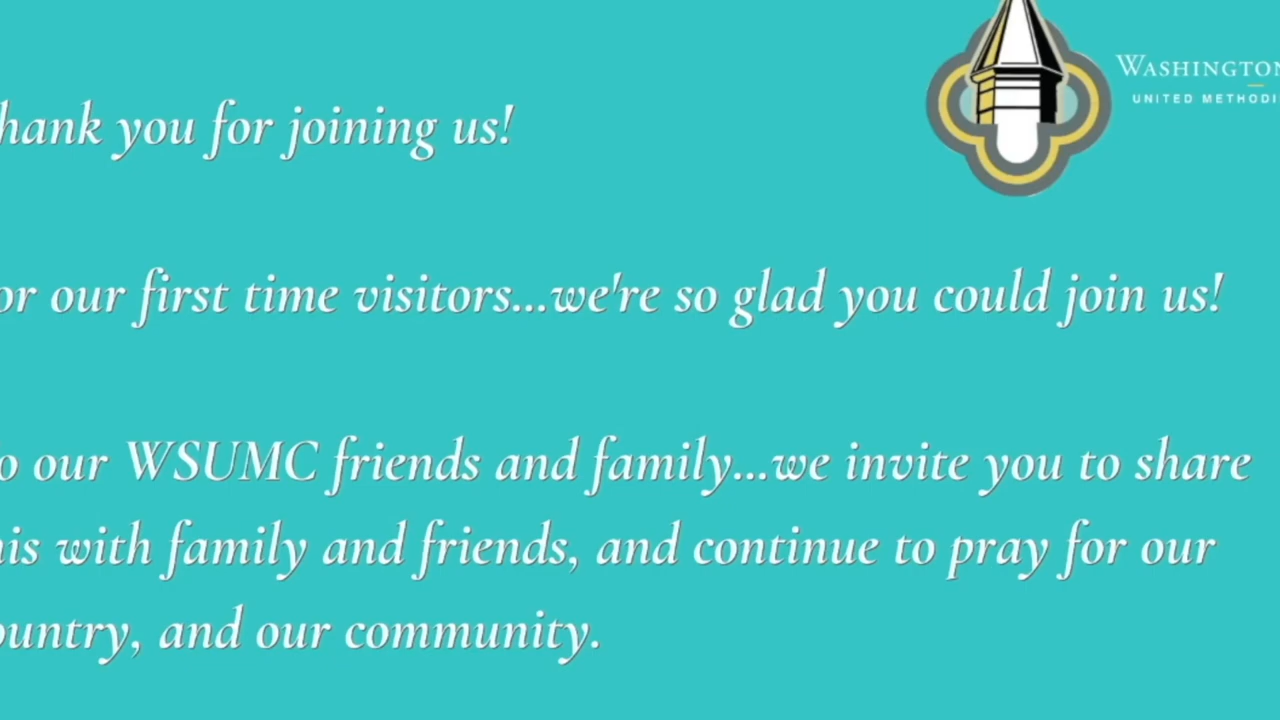 WASHINGTON
UNITED METHODI
hank you for joining us!
or our first time visitors...we're so glad you could join us!
o our WSUMC friends and family...we invite you to share
is with family and friends, and continue to pray for our
ountry, and our community.